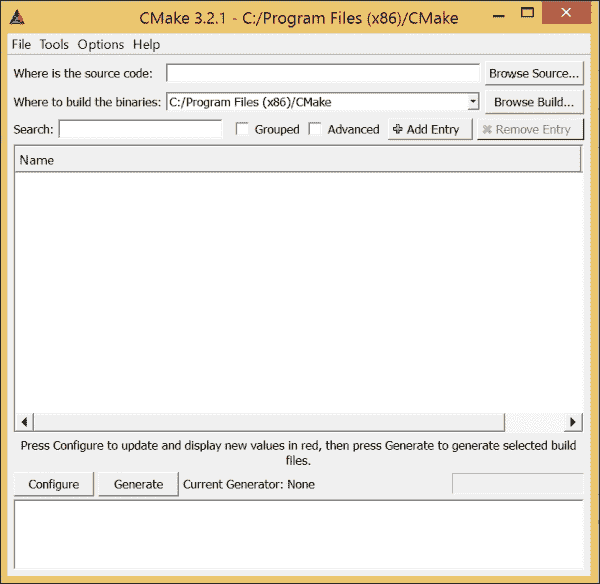 CMake 3.2.1 - C:/Program Files (x86)/CMake
File Tools Options Help
Where is the source code: Browse Source...
Where to build the binaries: C:/Program Files (x86)/CMake Browse Build...
Search: Grouped Advanced Add Entry Remove Entry
Name
Press Configure to update and display new values in red, then press Generate to generate selected build
files.
Configure Generate Current Generator: None